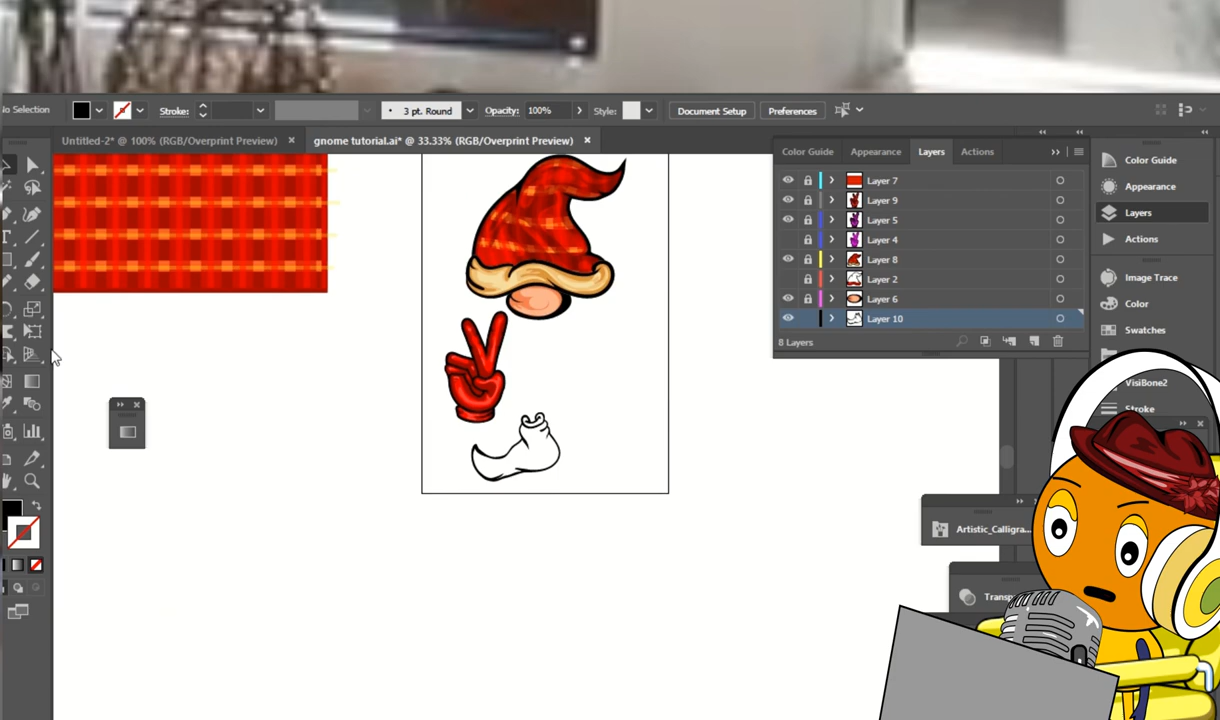 No Selection
Stroke:
3 pt. Round
Opacity: 100%
Style:
Document Setup
Preferences
Untitled-2* @ 100% (RGB/Overprint Preview)
gnome tutorial.ai* @ 33.33% (RGB/Overprint Preview)
Color Guide
Appearance
Layers
Actions
Layer 7
Layer 9
Layer 5
Layer 4
Layer 8
Layer 2
Layer 6
Layer 10
8 Layers
Color Guide
Appearance
Layers
Actions
Image Trace
Color
Swatches
VisiBone2
Stroke
Artistic_Calligra...
Transp